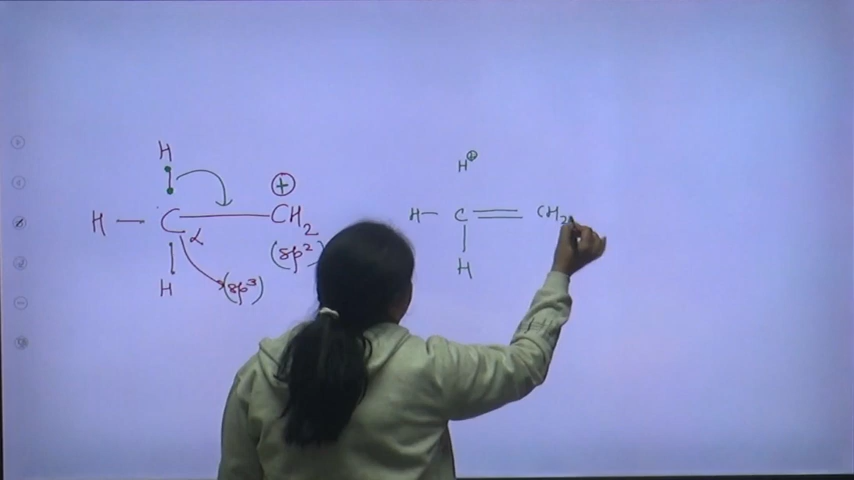 H
H — C — CH₂
⊕
α
(sp²)
H
(sp³)
H⊕
H — C = CH₂
H